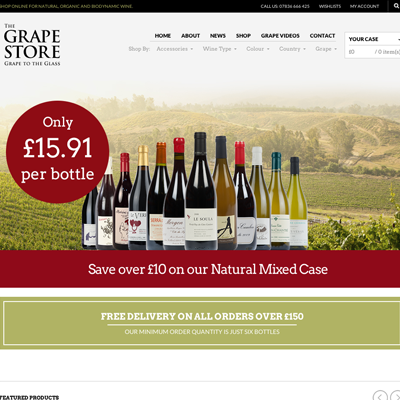 SHOP ONLINE FOR NATURAL, ORGANIC AND BIODYNAMIC WINE.
CALL US: 07836 666 425 WISHLISTS MY ACCOUNT
THE
GRAPE
STORE
GRAPE TO THE GLASS
HOME ABOUT NEWS SHOP GRAPE VIDEOS CONTACT
Shop By: Accessories Wine Type Colour Country Grape
YOUR CASE
£0 / 0 item(s)
Only
£15.91
per bottle
LE SOULA
Save over £10 on our Natural Mixed Case
FREE DELIVERY ON ALL ORDERS OVER £150
OUR MINIMUM ORDER QUANTITY IS JUST SIX BOTTLES
FEATURED PRODUCTS